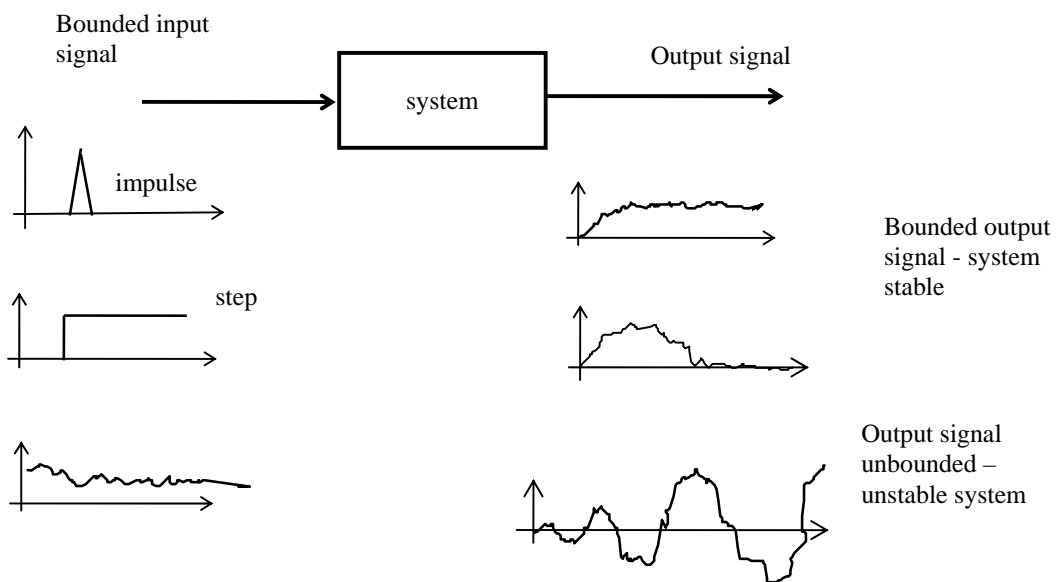 Bounded input
signal
Output signal
system
impulse
Bounded output
signal - system
stable
step
Output signal
unbounded –
unstable system